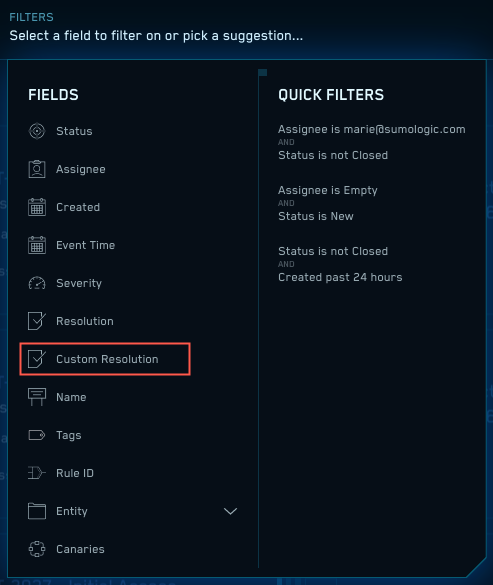 FILTERS
Select a field to filter on or pick a suggestion...
FIELDS
Status
Assignee
Created
Event Time
Severity
Resolution
Custom Resolution
Name
Tags
Rule ID
Entity
Canaries
QUICK FILTERS
Assignee is marie@sumologic.com
AND
Status is not Closed
Assignee is Empty
AND
Status is New
Status is not Closed
AND
Created past 24 hours